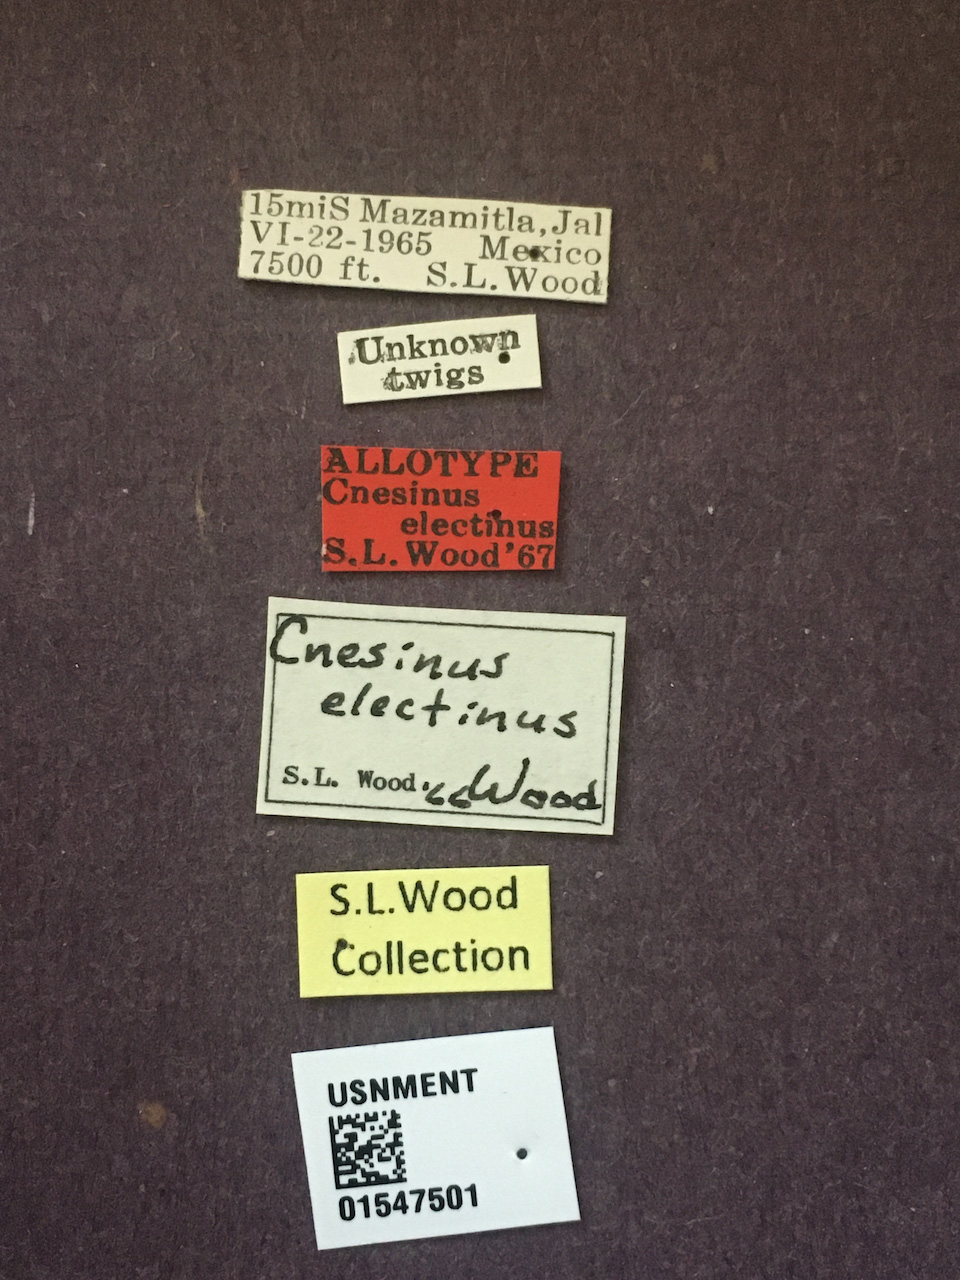 15miS Mazamitla, Jal
VI-22-1965 Mexico
7500 ft. S.L. Wood
Unknown
twigs
ALLOTYPE
Cnesinus
electinus
S.L. Wood '67
Cnesinus
electinus
S.L. Wood '66 Wood
S.L.Wood
Collection
USNMENT
01547501